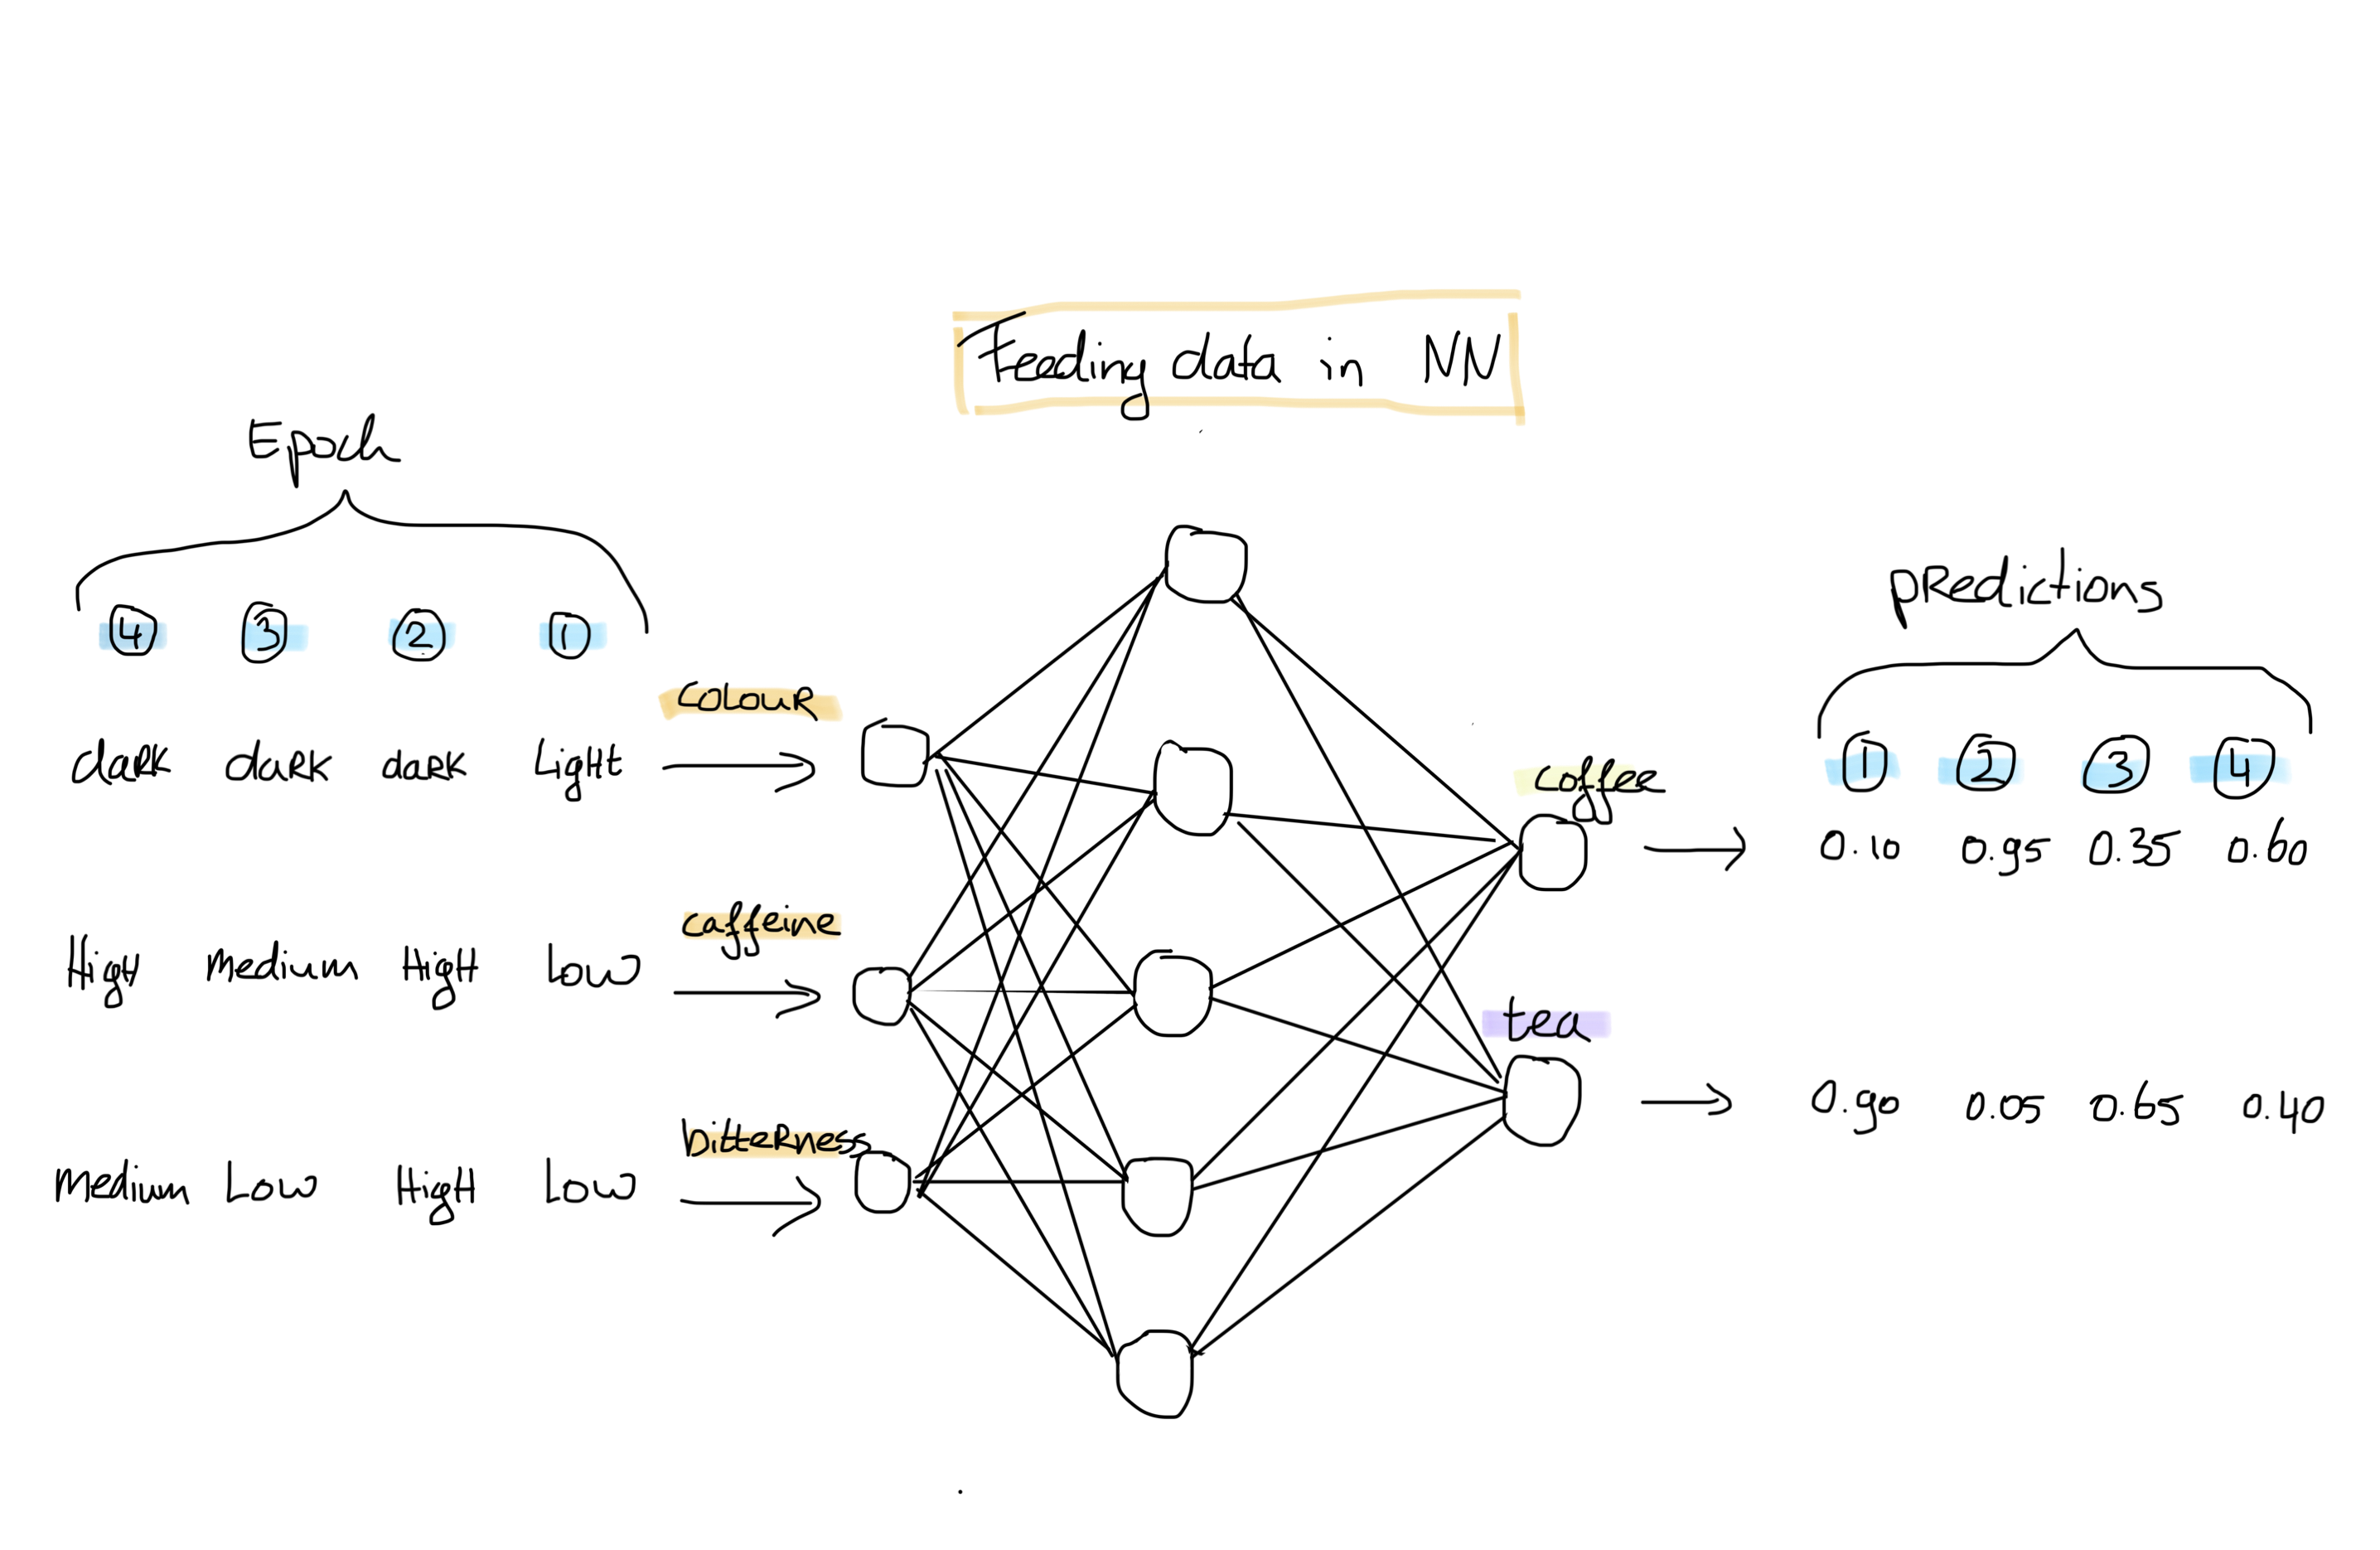 Feeding data in NN
Epoch
4 3 2 1
COLOUR
dark dark dark Light
caffeine
High Medium High Low
bitterness
Medium Low High Low
coffee
tea
predictions
1 2 3 4
0.10 0.95 0.35 0.60
0.90 0.05 0.65 0.40